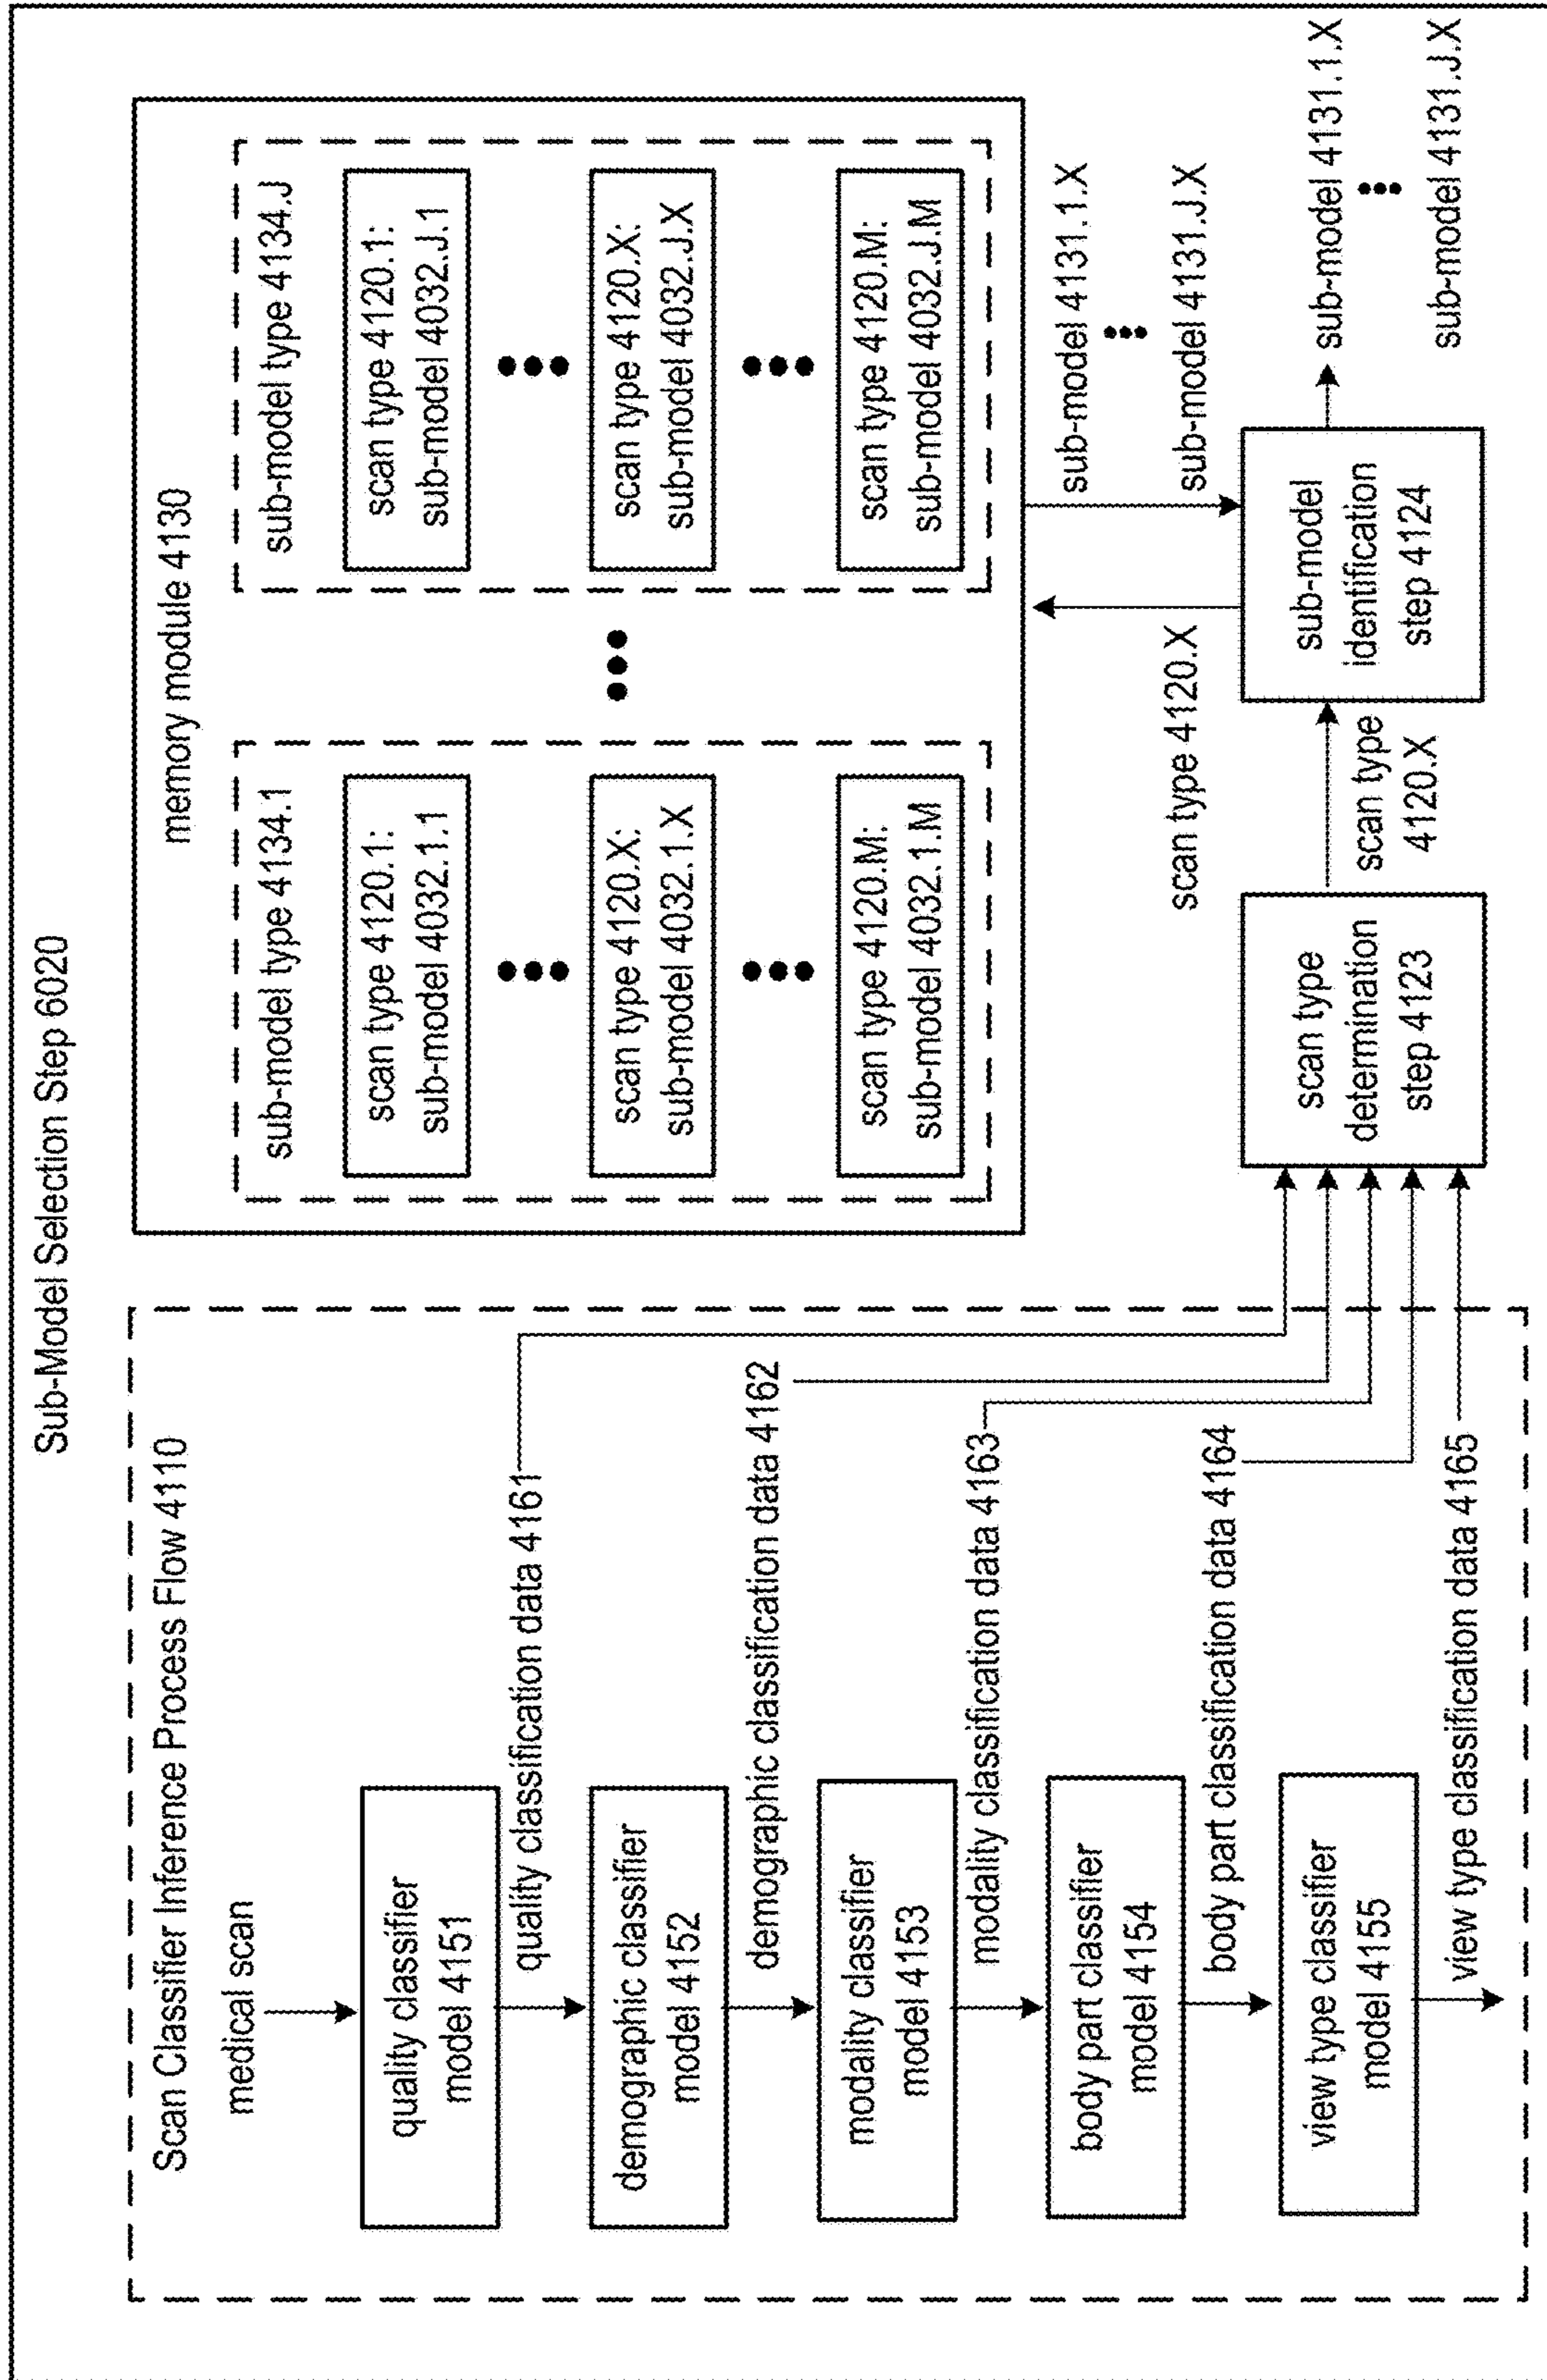 Sub-Model Selection Step 6020
Scan Classifier Inference Process Flow 4110
medical scan
quality classifier
model 4151
quality classification data 4161
demographic classifier
model 4152
demographic classification data 4162
modality classifier
model 4153
modality classification data 4163
body part classifier
model 4154
body part classification data 4164
view type classifier
model 4155
view type classification data 4165
memory module 4130
sub-model type 4134.1
scan type 4120.1:
sub-model 4032.1.1
scan type 4120.X:
sub-model 4032.1.X
scan type 4120.M:
sub-model 4032.1.M
sub-model type 4134.J
scan type 4120.1:
sub-model 4032.J.1
scan type 4120.X:
sub-model 4032.J.X
scan type 4120.M:
sub-model 4032.J.M
scan type
determination
step 4123
scan type
4120.X
scan type 4120.X
sub-model 4131.1.X
sub-model 4131.J.X
sub-model
identification
step 4124
sub-model 4131.1.X
sub-model 4131.J.X